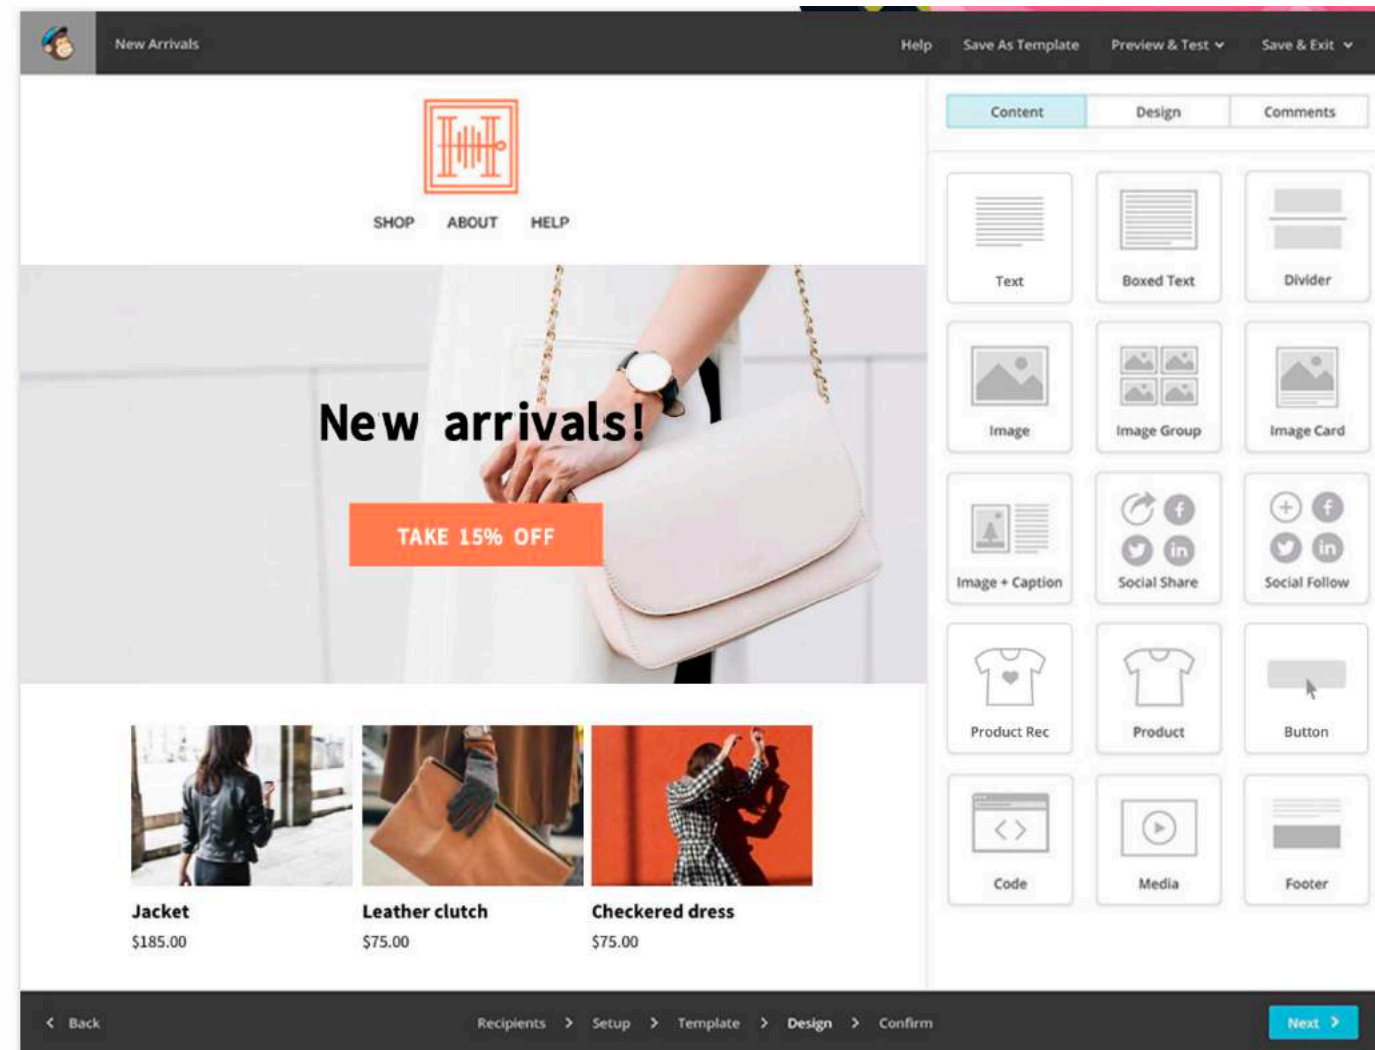 New Arrivals
Help Save As Template Preview & Test Save & Exit
SHOP ABOUT HELP
New arrivals!
TAKE 15% OFF
Jacket Leather clutch Checkered dress
$185.00 $75.00 $75.00
Content Design Comments
Text Boxed Text Divider
Image Image Group Image Card
Image + Caption Social Share Social Follow
Product Rec Product Button
Code Media Footer
Back Recipients Setup Template Design Confirm Next